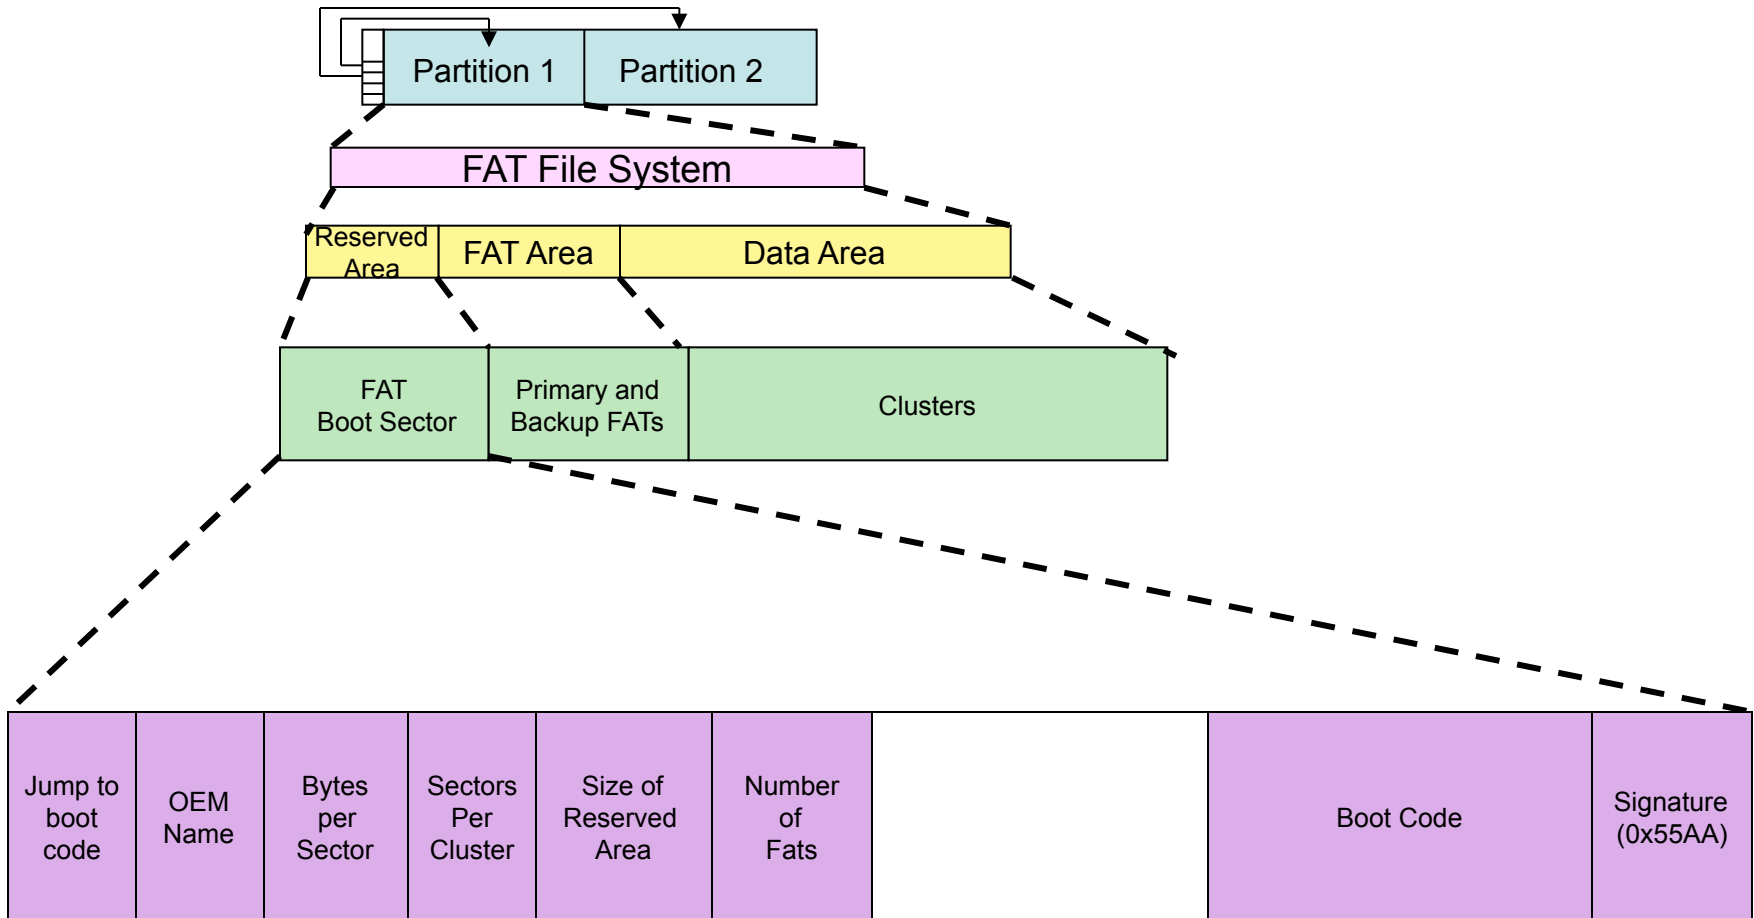 Partition 1
Partition 2
FAT File System
Reserved
Area
FAT Area
Data Area
FAT
Boot Sector
Primary and
Backup FATs
Clusters
Jump to
boot
code
OEM
Name
Bytes
per
Sector
Sectors
Per
Cluster
Size of
Reserved
Area
Number
of
Fats
Boot Code
Signature
(0x55AA)